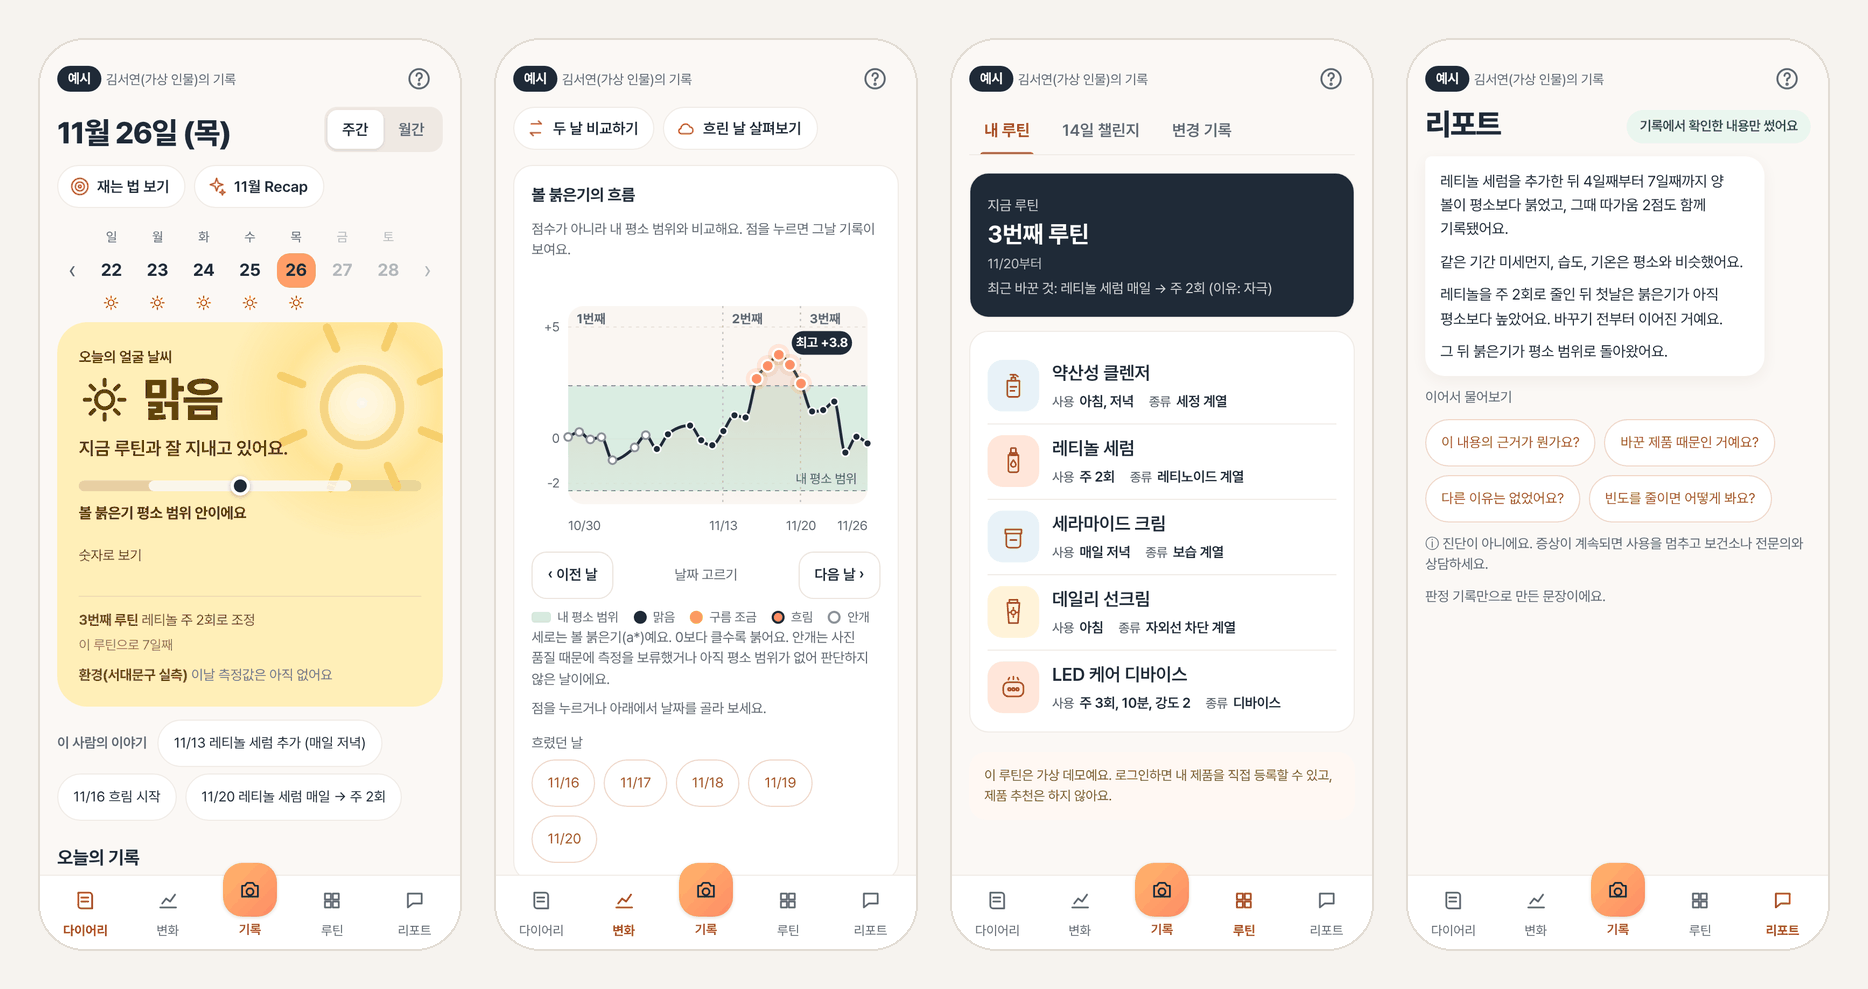 예시 김서연(가상 인물)의 기록
11월 26일 (목)
주간 월간
재는 법 보기 11월 Recap
일 월 화 수 목 금 토
‹ 22 23 24 25 26 27 28 ›
오늘의 얼굴 날씨
맑음
지금 루틴과 잘 지내고 있어요.
볼 붉은기 평소 범위 안이에요
숫자로 보기
3번째 루틴 레티놀 주 2회로 조정
이 루틴으로 7일째
환경(서대문구 실측) 이날 측정값은 아직 없어요
이 사람의 이야기 11/13 레티놀 세럼 추가 (매일 저녁)
11/16 흐림 시작 11/20 레티놀 세럼 매일 → 주 2회
오늘의 기록
다이어리 변화 기록 루틴 리포트
예시 김서연(가상 인물)의 기록
두 날 비교하기 흐린 날 살펴보기
볼 붉은기의 흐름
점수가 아니라 내 평소 범위와 비교해요. 점을 누르면 그날 기록이
보여요.
1번째 2번째 3번째
+5
최고 +3.8
0
내 평소 범위
-2
10/30 11/13 11/20 11/26
‹ 이전 날 날짜 고르기 다음 날 ›
내 평소 범위 맑음 구름 조금 흐림 안개
세로는 볼 붉은기(a*)예요. 0보다 클수록 붉어요. 안개는 사진
품질 때문에 측정을 보류했거나 아직 평소 범위가 없어 판단하지
않은 날이에요.
점을 누르거나 아래에서 날짜를 골라 보세요.
흐렸던 날
11/16 11/17 11/18 11/19
11/20
다이어리 변화 기록 루틴 리포트
예시 김서연(가상 인물)의 기록
내 루틴 14일 챌린지 변경 기록
지금 루틴
3번째 루틴
11/20부터
최근 바꾼 것: 레티놀 세럼 매일 → 주 2회 (이유: 자극)
약산성 클렌저
사용 아침, 저녁 종류 세정 계열
레티놀 세럼
사용 주 2회 종류 레티노이드 계열
세라마이드 크림
사용 매일 저녁 종류 보습 계열
데일리 선크림
사용 아침 종류 자외선 차단 계열
LED 케어 디바이스
사용 주 3회, 10분, 강도 2 종류 디바이스
이 루틴은 가상 데모예요. 로그인하면 내 제품을 직접 등록할 수 있고,
제품 추천은 하지 않아요.
다이어리 변화 기록 루틴 리포트
예시 김서연(가상 인물)의 기록
리포트
기록에서 확인한 내용만 썼어요
레티놀 세럼을 추가한 뒤 4일째부터 7일째까지 양
볼이 평소보다 붉었고, 그때 따가움 2점도 함께
기록됐어요.
같은 기간 미세먼지, 습도, 기온은 평소와 비슷했어요.
레티놀을 주 2회로 줄인 뒤 첫날은 붉은기가 아직
평소보다 높았어요. 바꾸기 전부터 이어진 거예요.
그 뒤 붉은기가 평소 범위로 돌아왔어요.
이어서 물어보기
이 내용의 근거가 뭔가요? 바꾼 제품 때문인 거예요?
다른 이유는 없었어요? 빈도를 줄이면 어떻게 봐요?
ⓘ 진단이 아니에요. 증상이 계속되면 사용을 멈추고 보건소나 전문의와
상담하세요.
판정 기록만으로 만든 문장이에요.
다이어리 변화 기록 루틴 리포트